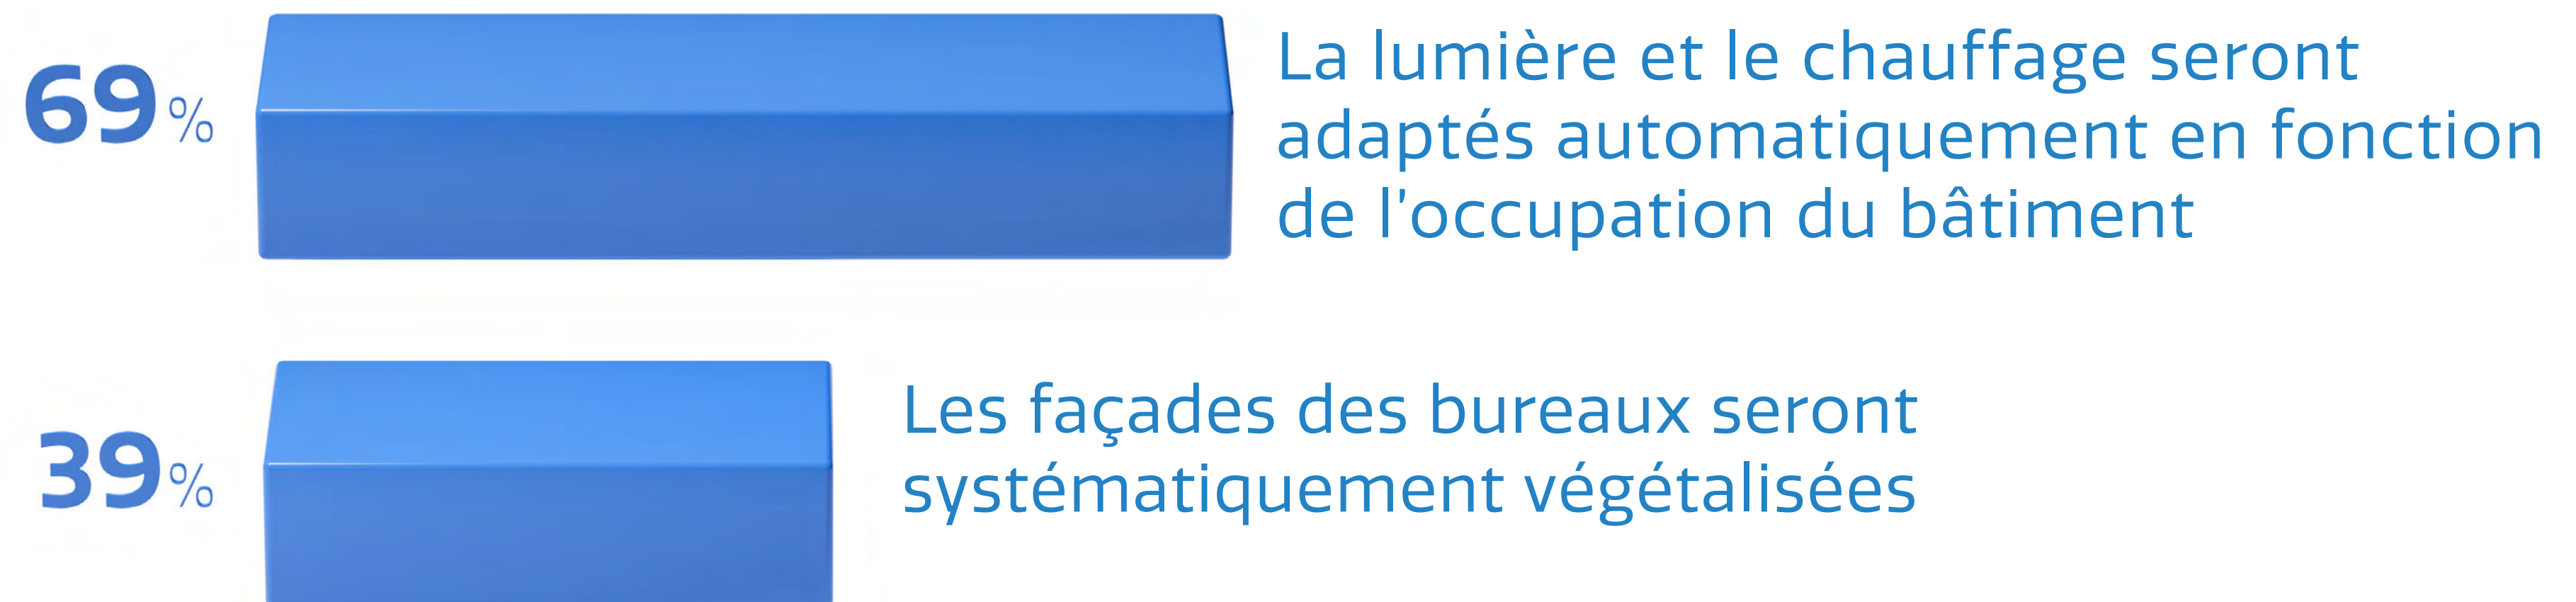 69%
La lumière et le chauffage seront
adaptés automatiquement en fonction
de l'occupation du bâtiment
39%
Les façades des bureaux seront
systématiquement végétalisées